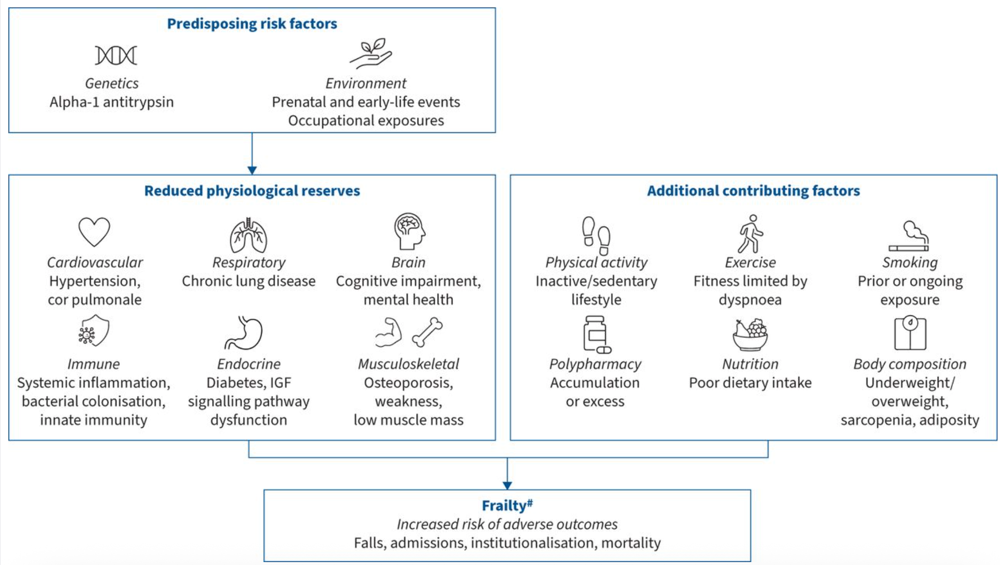 Predisposing risk factors
Genetics
Alpha-1 antitrypsin
Environment
Prenatal and early-life events
Occupational exposures
Reduced physiological reserves
Cardiovascular
Hypertension,
cor pulmonale
Respiratory
Chronic lung disease
Brain
Cognitive impairment,
mental health
Immune
Systemic inflammation,
bacterial colonisation,
innate immunity
Endocrine
Diabetes, IGF
signalling pathway
dysfunction
Musculoskeletal
Osteoporosis,
weakness,
low muscle mass
Additional contributing factors
Physical activity
Inactive/sedentary
lifestyle
Exercise
Fitness limited by
dyspnoea
Smoking
Prior or ongoing
exposure
Polypharmacy
Accumulation
or excess
Nutrition
Poor dietary intake
Body composition
Underweight/
overweight,
sarcopenia, adiposity
Frailty#
Increased risk of adverse outcomes
Falls, admissions, institutionalisation, mortality